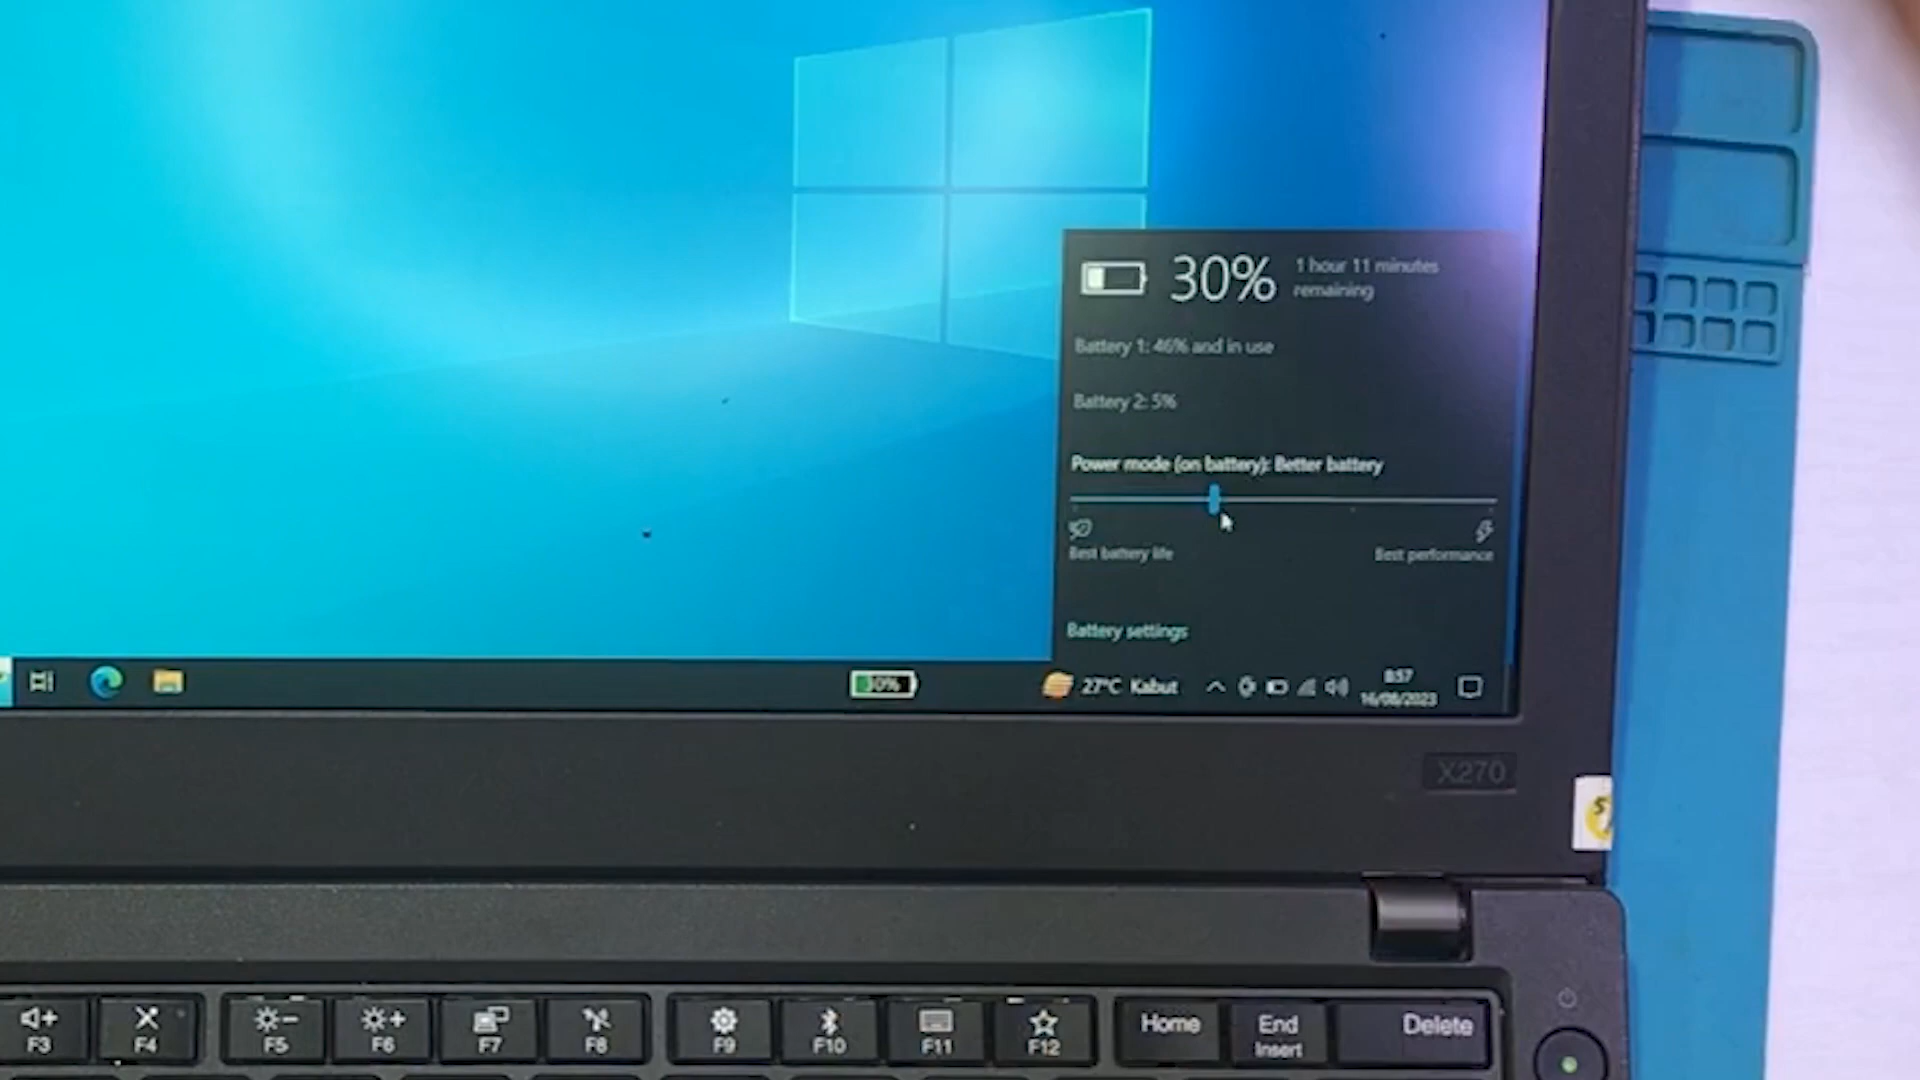 30%
1 hour 11 minutes
remaining
Battery 1: 46% and in use
Battery 2: 5%
Power mode (on battery): Better battery
Best battery life
Best performance
Battery settings
30%
27°C Kabut
8:57
16/08/2023
X270
F3
F4
F5
F6
F7
F8
F9
F10
F11
F12
Home
End
Insert
Delete